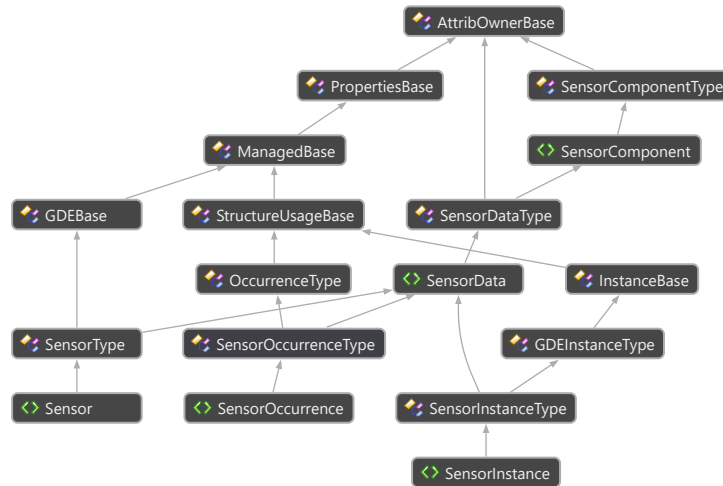 AttribOwnerBase
PropertiesBase
SensorComponentType
ManagedBase
SensorComponent
GDEBase
StructureUsageBase
SensorDataType
OccurrenceType
SensorData
InstanceBase
SensorType
SensorOccurrenceType
GDEInstanceType
Sensor
SensorOccurrence
SensorInstanceType
SensorInstance